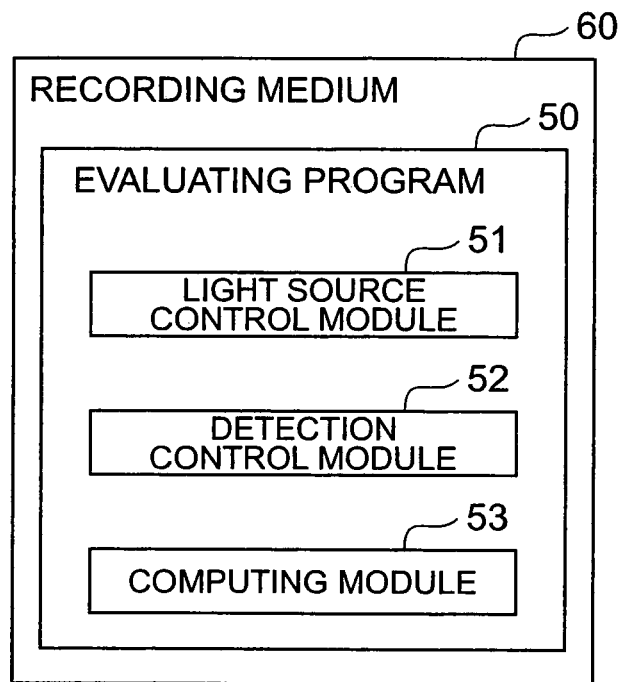 60
RECORDING MEDIUM
50
EVALUATING PROGRAM
51
LIGHT SOURCE
CONTROL MODULE
52
DETECTION
CONTROL MODULE
53
COMPUTING MODULE